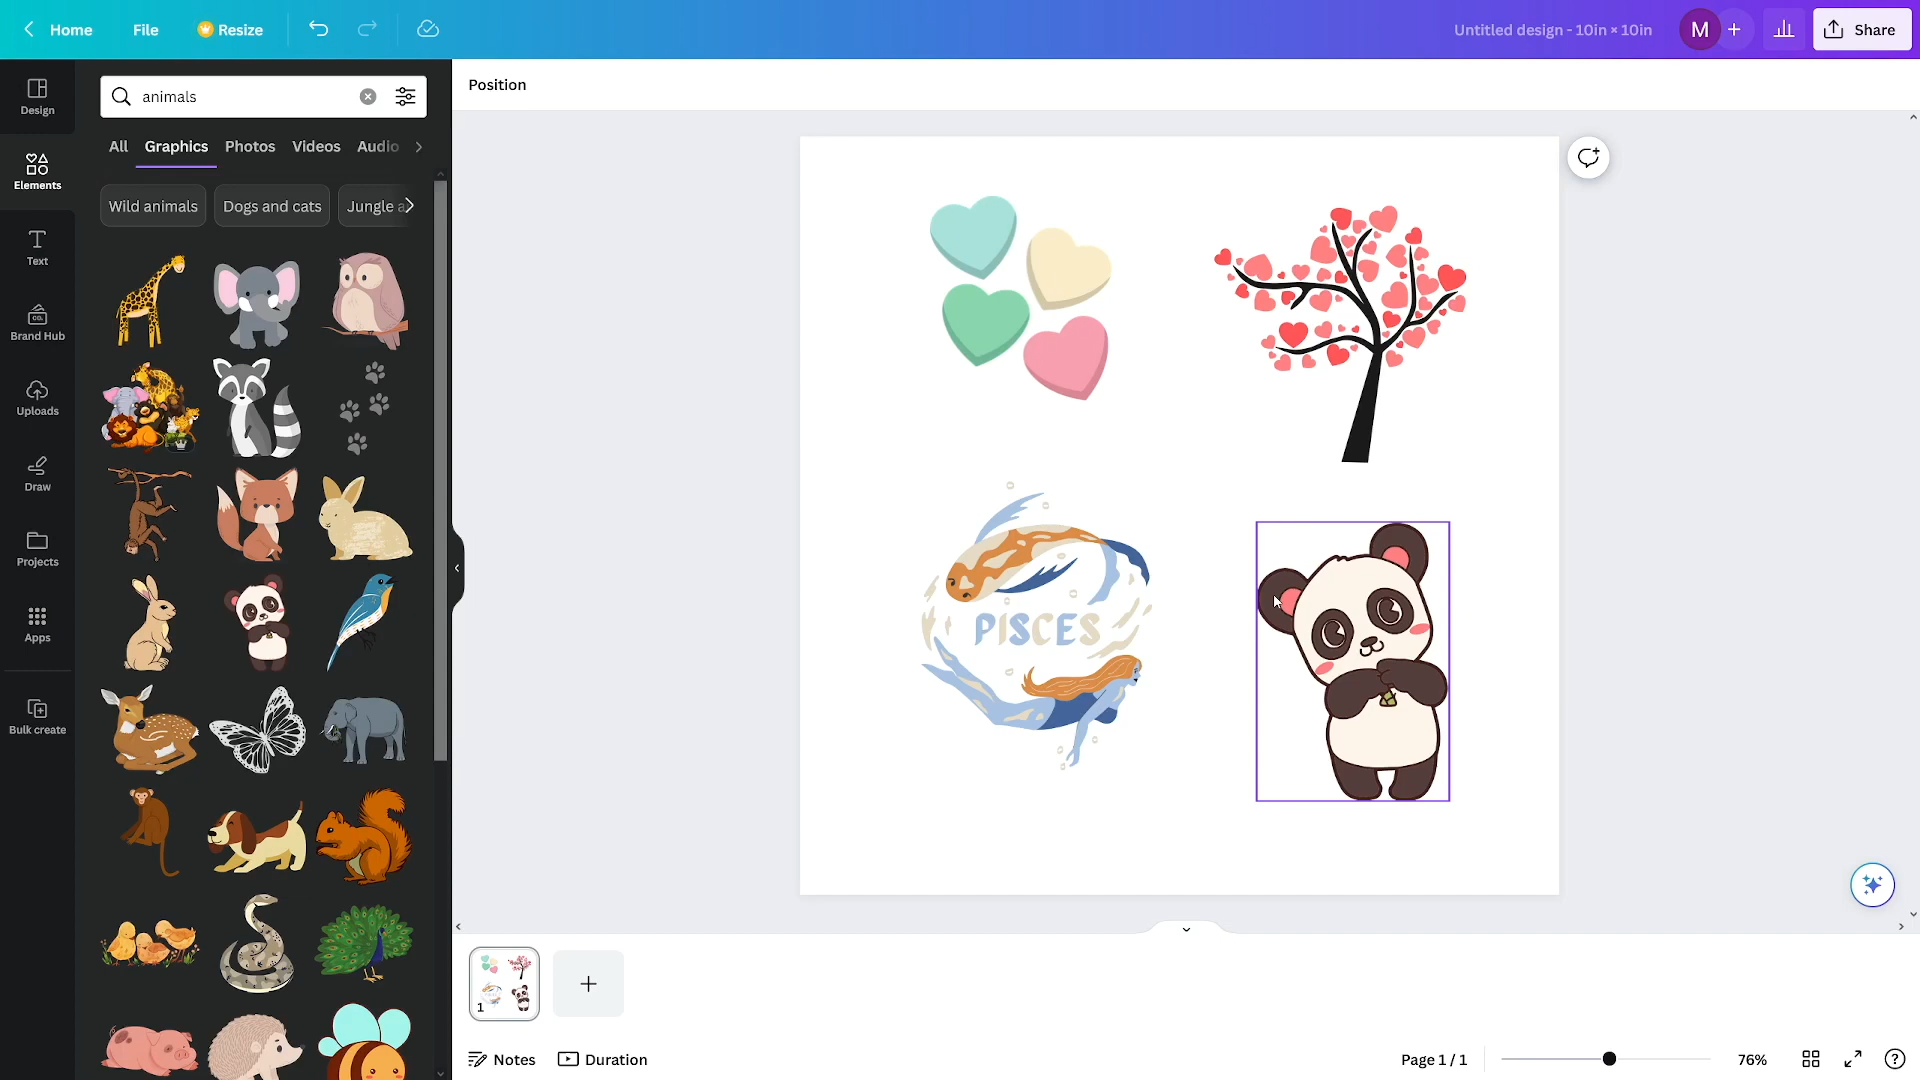 Home
File
Resize
Untitled design - 10in × 10in
M
Share
Design
animals
Position
All
Graphics
Photos
Videos
Audio
Elements
Wild animals
Dogs and cats
Jungle a
Text
Brand Hub
CO.
Uploads
Draw
Projects
Apps
Bulk create
PISCES
1
Notes
Duration
Page 1 / 1
76%